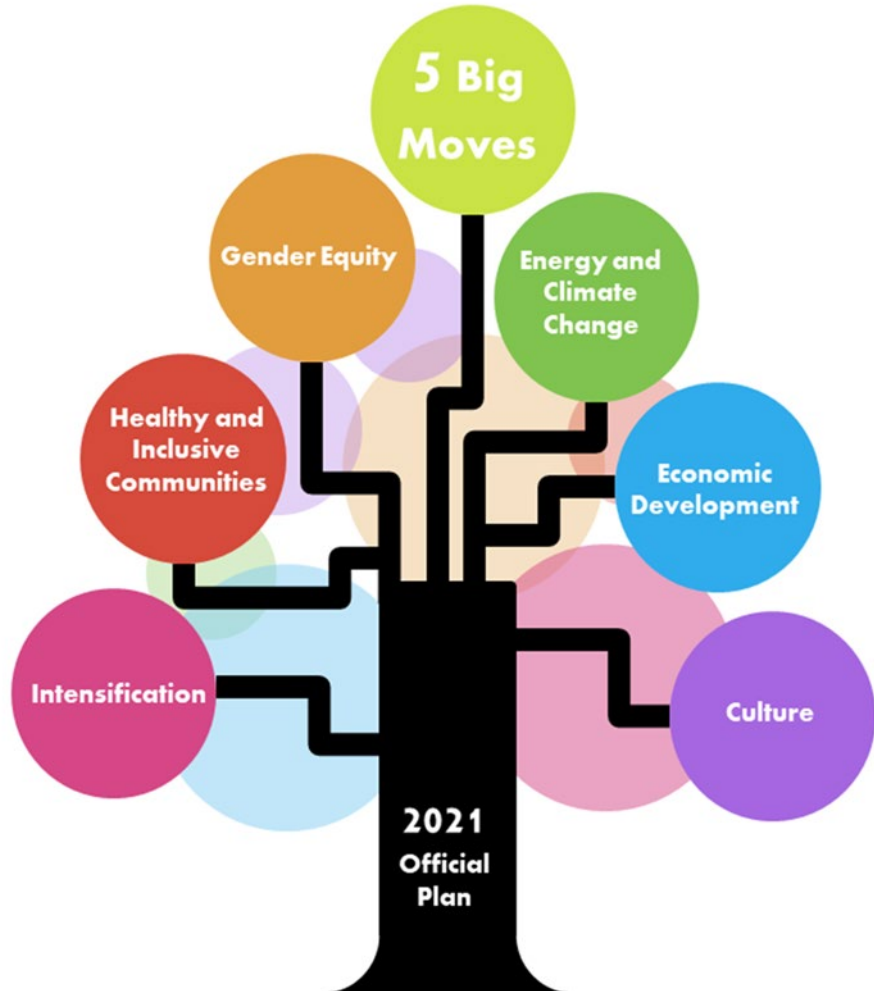 5 Big
Moves
Gender Equity
Energy and
Climate
Change
Healthy and
Inclusive
Communities
Economic
Development
Intensification
Culture
2021
Official
Plan